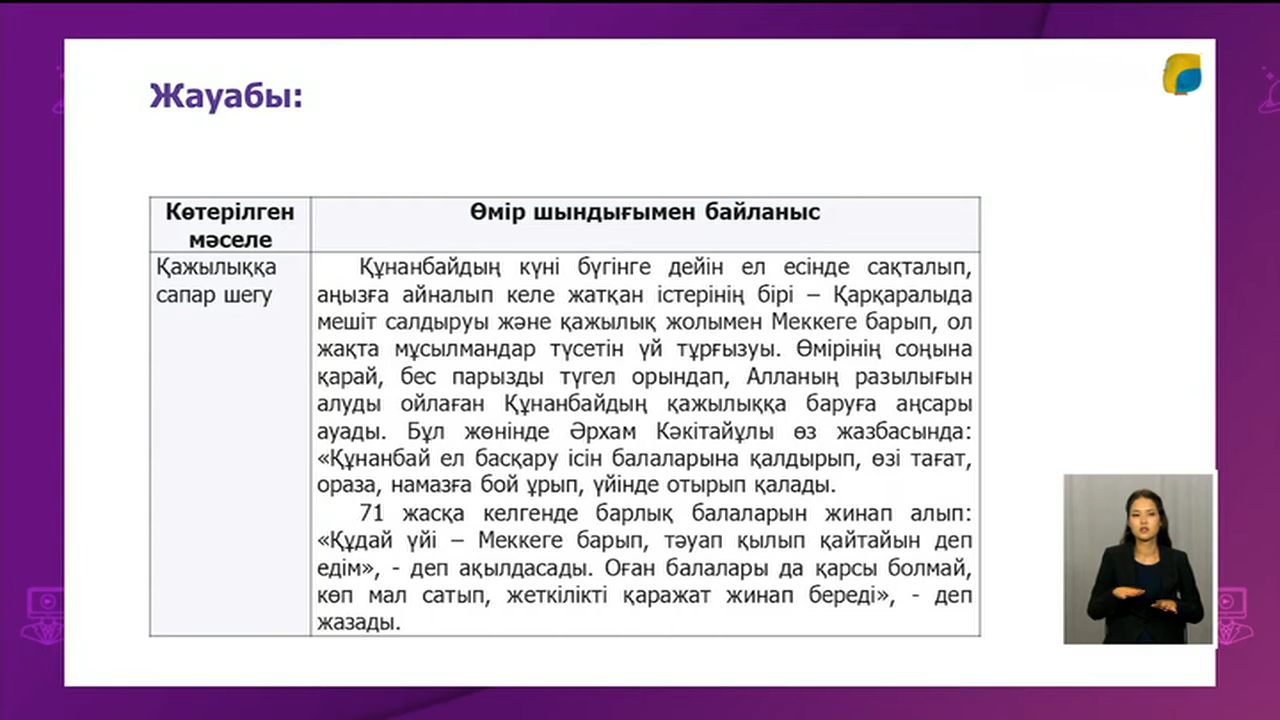 Жауабы:
Көтерілген
мәселе
Өмір шындығымен байланыс
Қажылыққа
сапар шегу
Құнанбайдың күні бүгінге дейін ел есінде сақталып,
аңызға айналып келе жатқан істерінің бірі – Қарқаралыда
мешіт салдыруы және қажылық жолымен Меккеге барып, ол
жақта мұсылмандар түсетін үй тұрғызуы. Өмірінің соңына
қарай, бес парызды түгел орындап, Алланың разылығын
алуды ойлаған Құнанбайдың қажылыққа баруға аңсары
ауады. Бұл жөнінде Әрхам Кәкітайұлы өз жазбасында:
«Құнанбай ел басқару ісін балаларына қалдырып, өзі тағат,
ораза, намазға бой ұрып, үйінде отырып қалады.
71 жасқа келгенде барлық балаларын жинап алып:
«Құдай үйі – Меккеге барып, тәуап қылып қайтайын деп
едім», - деп ақылдасады. Оған балалары да қарсы болмай,
көп мал сатып, жеткілікті қаражат жинап береді», - деп
жазады.